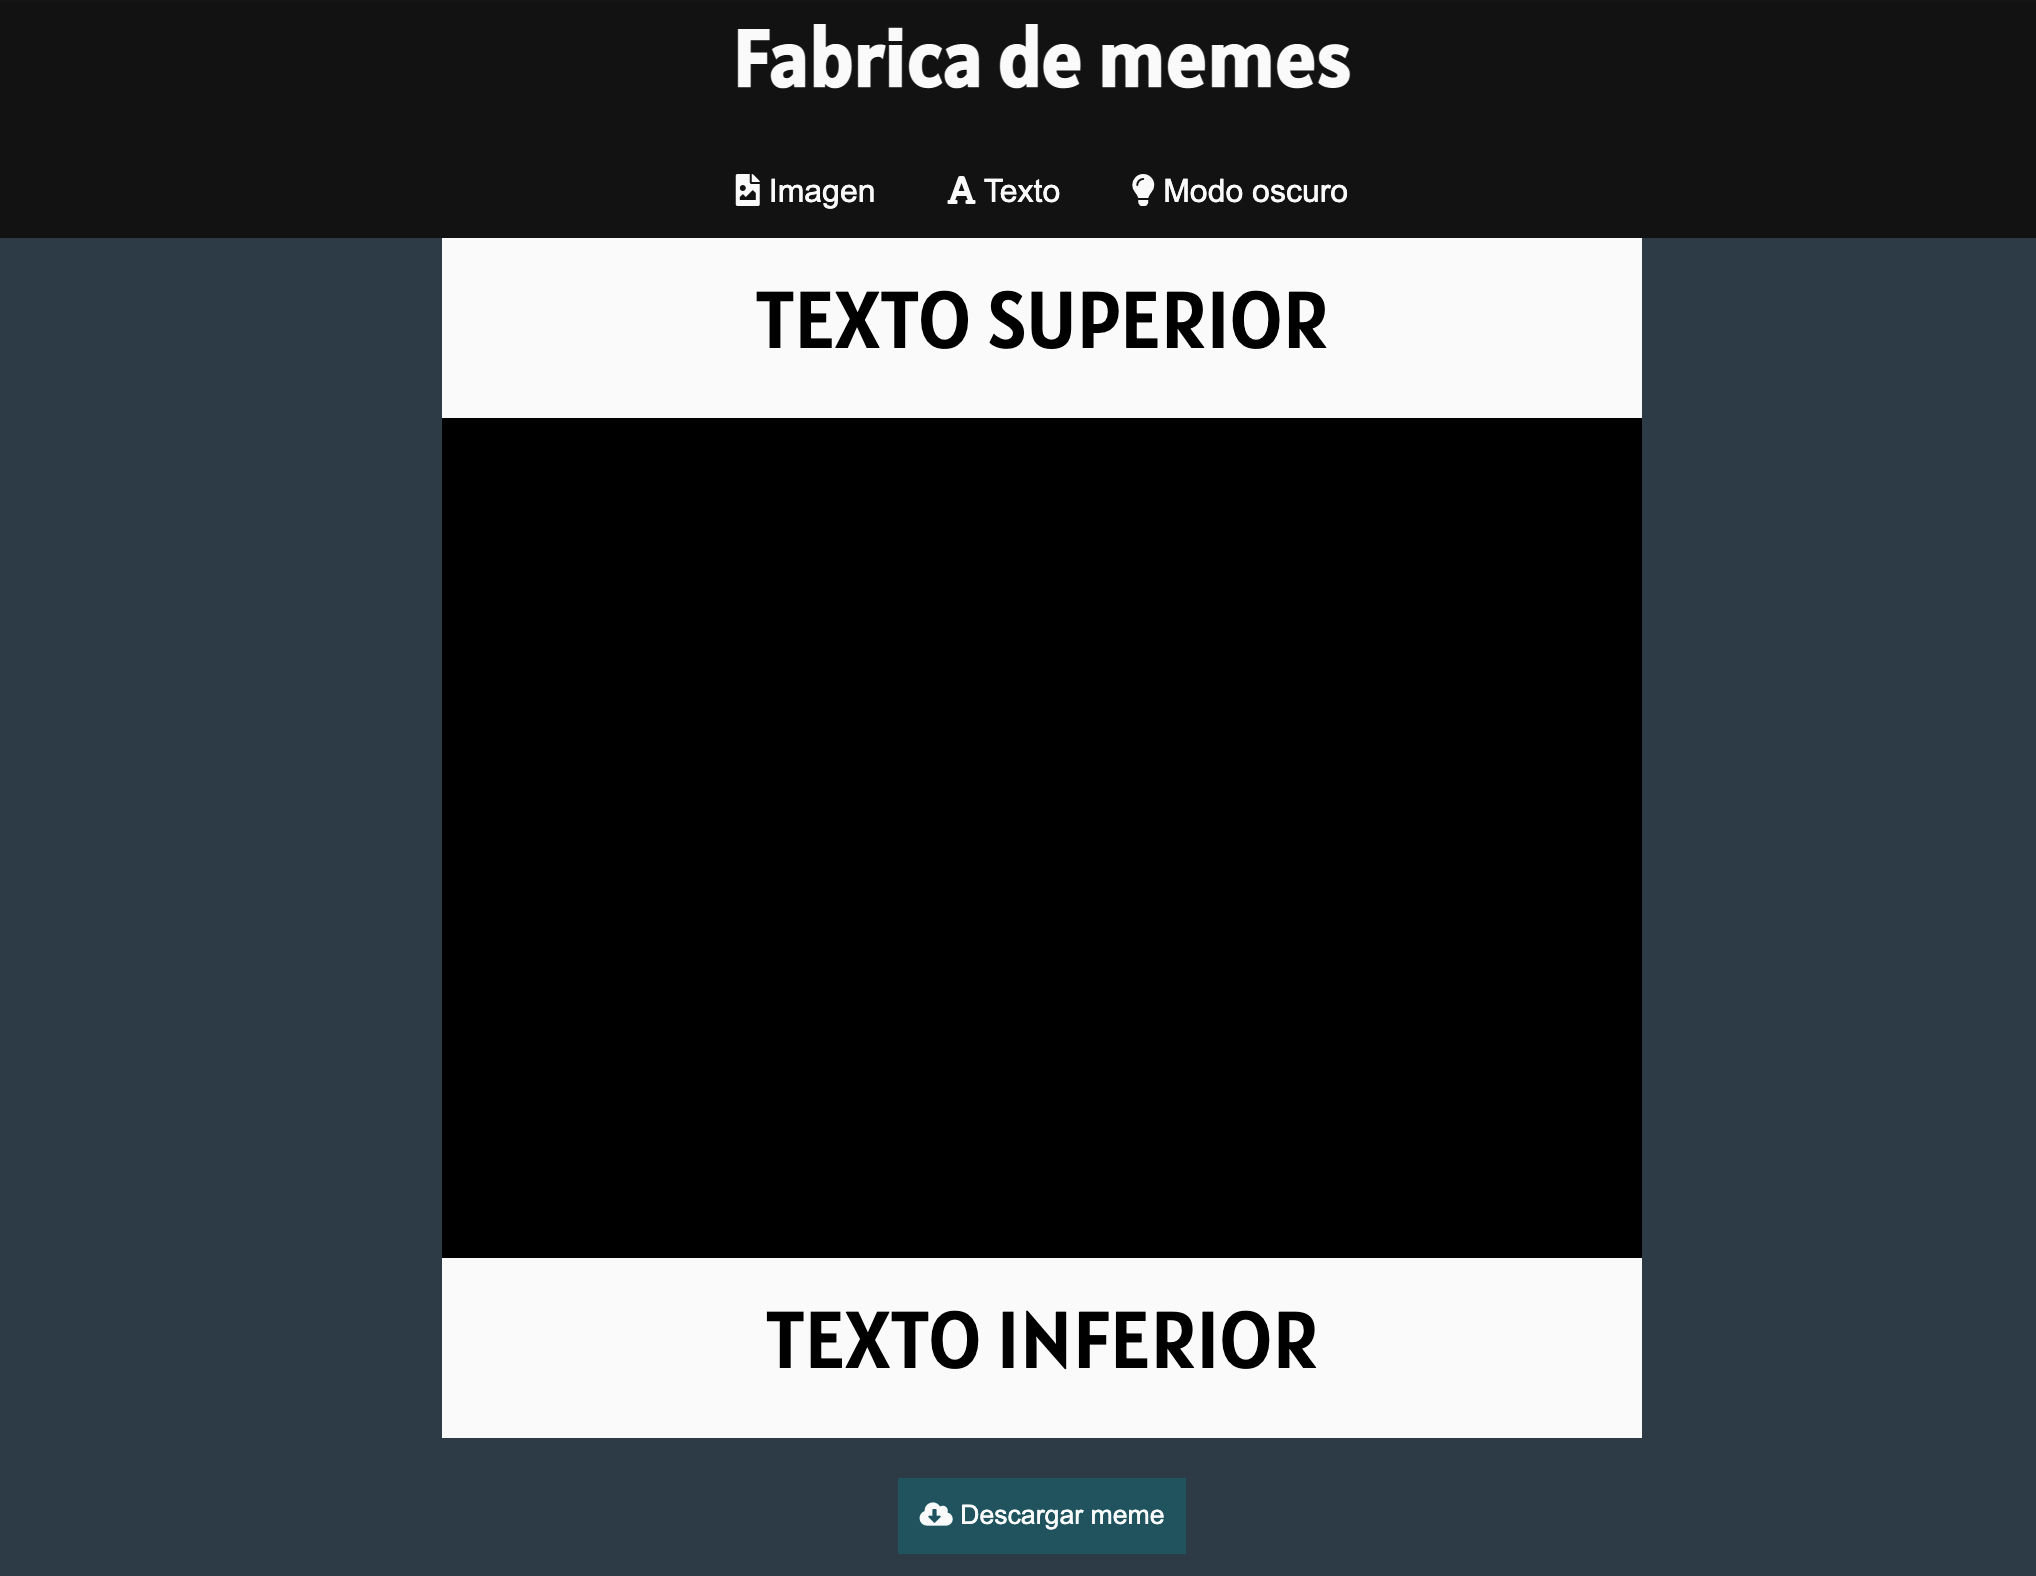 Fabrica de memes
Imagen Texto Modo oscuro
TEXTO SUPERIOR
TEXTO INFERIOR
Descargar meme